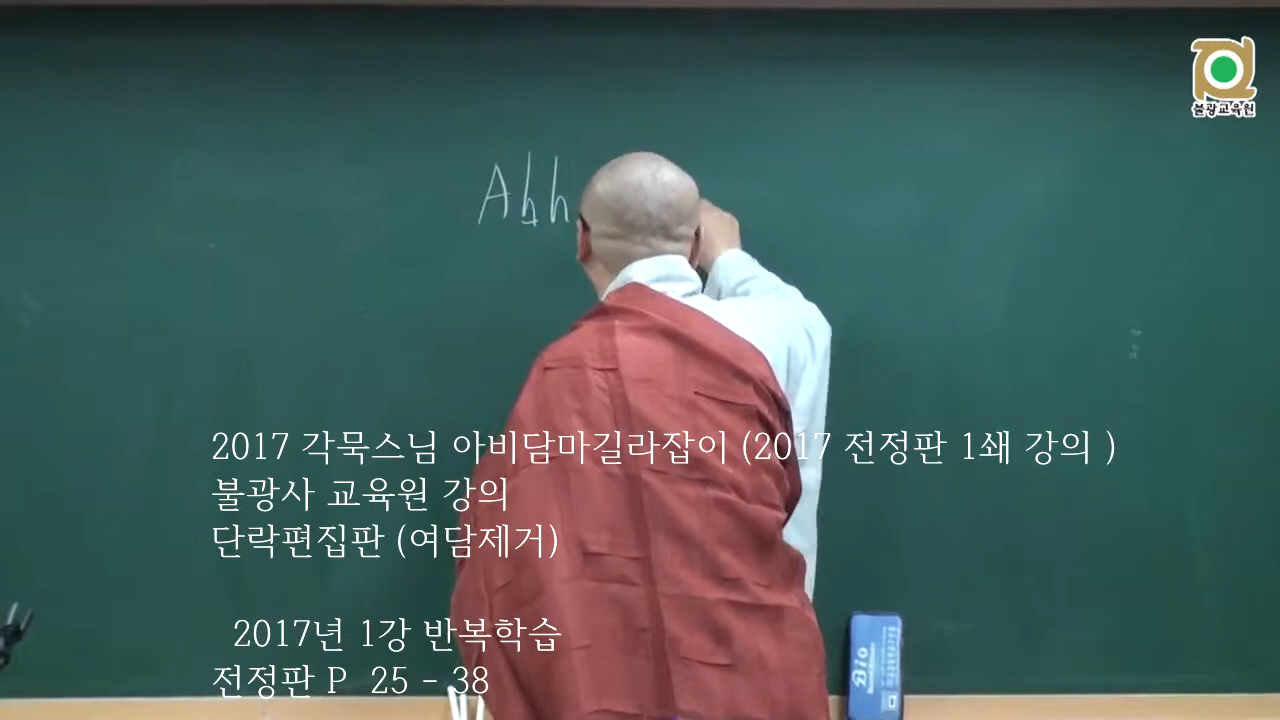 불광교육원
Abh
2017 각묵스님 아비담마길라잡이 (2017 전정판 1쇄 강의 )
불광사 교육원 강의
단락편집판 (여담제거)
2017년 1강 반복학습
전정판 P 25 - 38
Bio